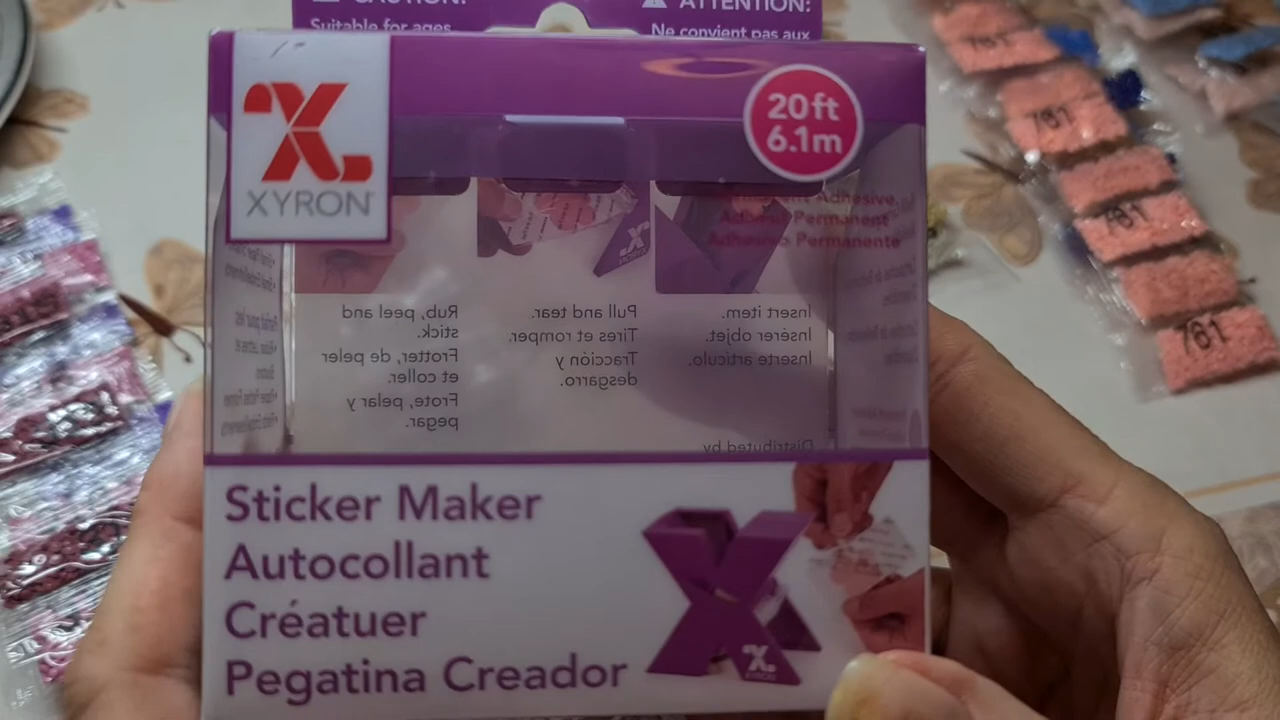 CAUTION:
Suitable for ages
ATTENTION:
Ne convient pas aux
XYRON
20ft
6.1m
Permanent Adhesive
Adhésif Permanent
Adhesivo Permanente
Rub, peel, and
stick.
Frotter, de peler
et coller.
Frote, pelar y
pegar.
Pull and tear.
Tires et romper.
Tracción y
desgarro.
Insert item.
Insérer objet.
Inserte artículo.
Distributed by
Sticker Maker
Autocollant
Créatuer
Pegatina Creador
XYRON
761
761
761
761